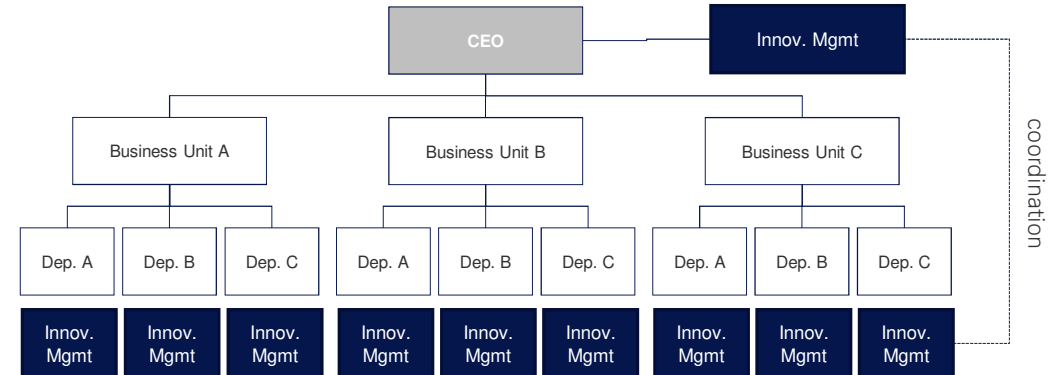 CEO
Innov. Mgmt
Business Unit A
Business Unit B
Business Unit C
coordination
Dep. A
Dep. B
Dep. C
Dep. A
Dep. B
Dep. C
Dep. A
Dep. B
Dep. C
Innov.
Mgmt
Innov.
Mgmt
Innov.
Mgmt
Innov.
Mgmt
Innov.
Mgmt
Innov.
Mgmt
Innov.
Mgmt
Innov.
Mgmt
Innov.
Mgmt